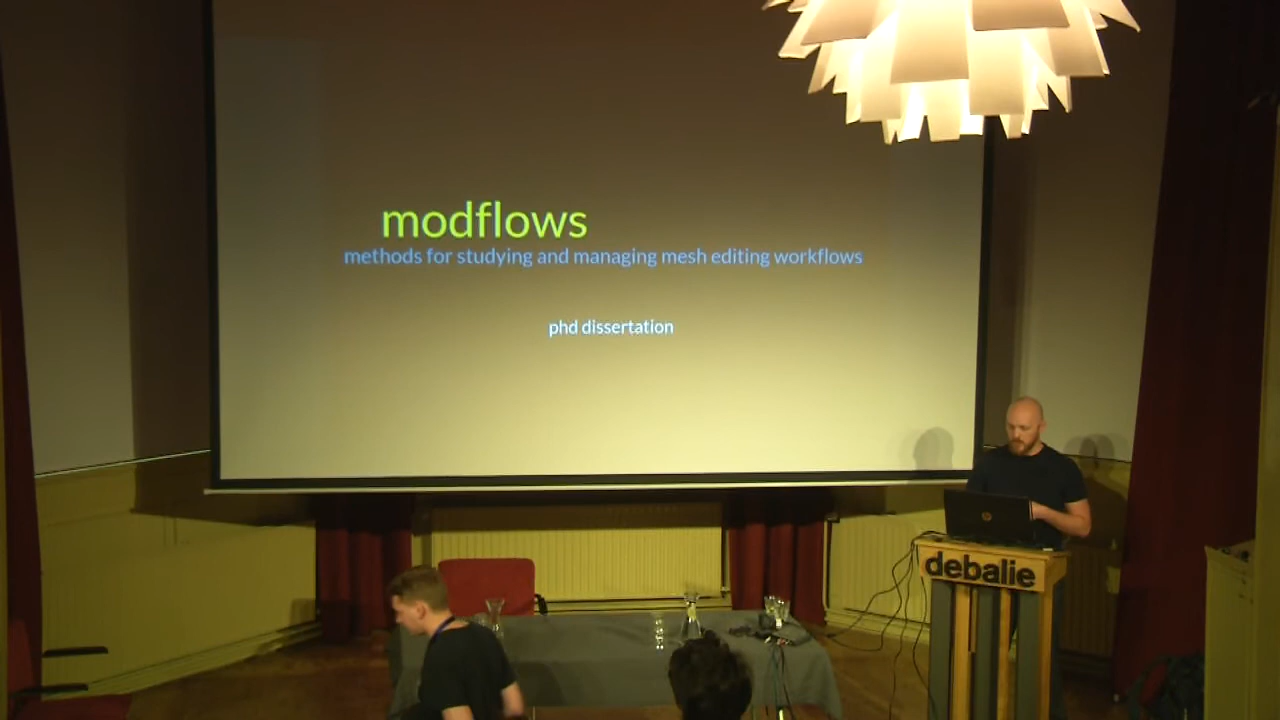 modflows
methods for studying and managing mesh editing workflows
phd dissertation
debalie